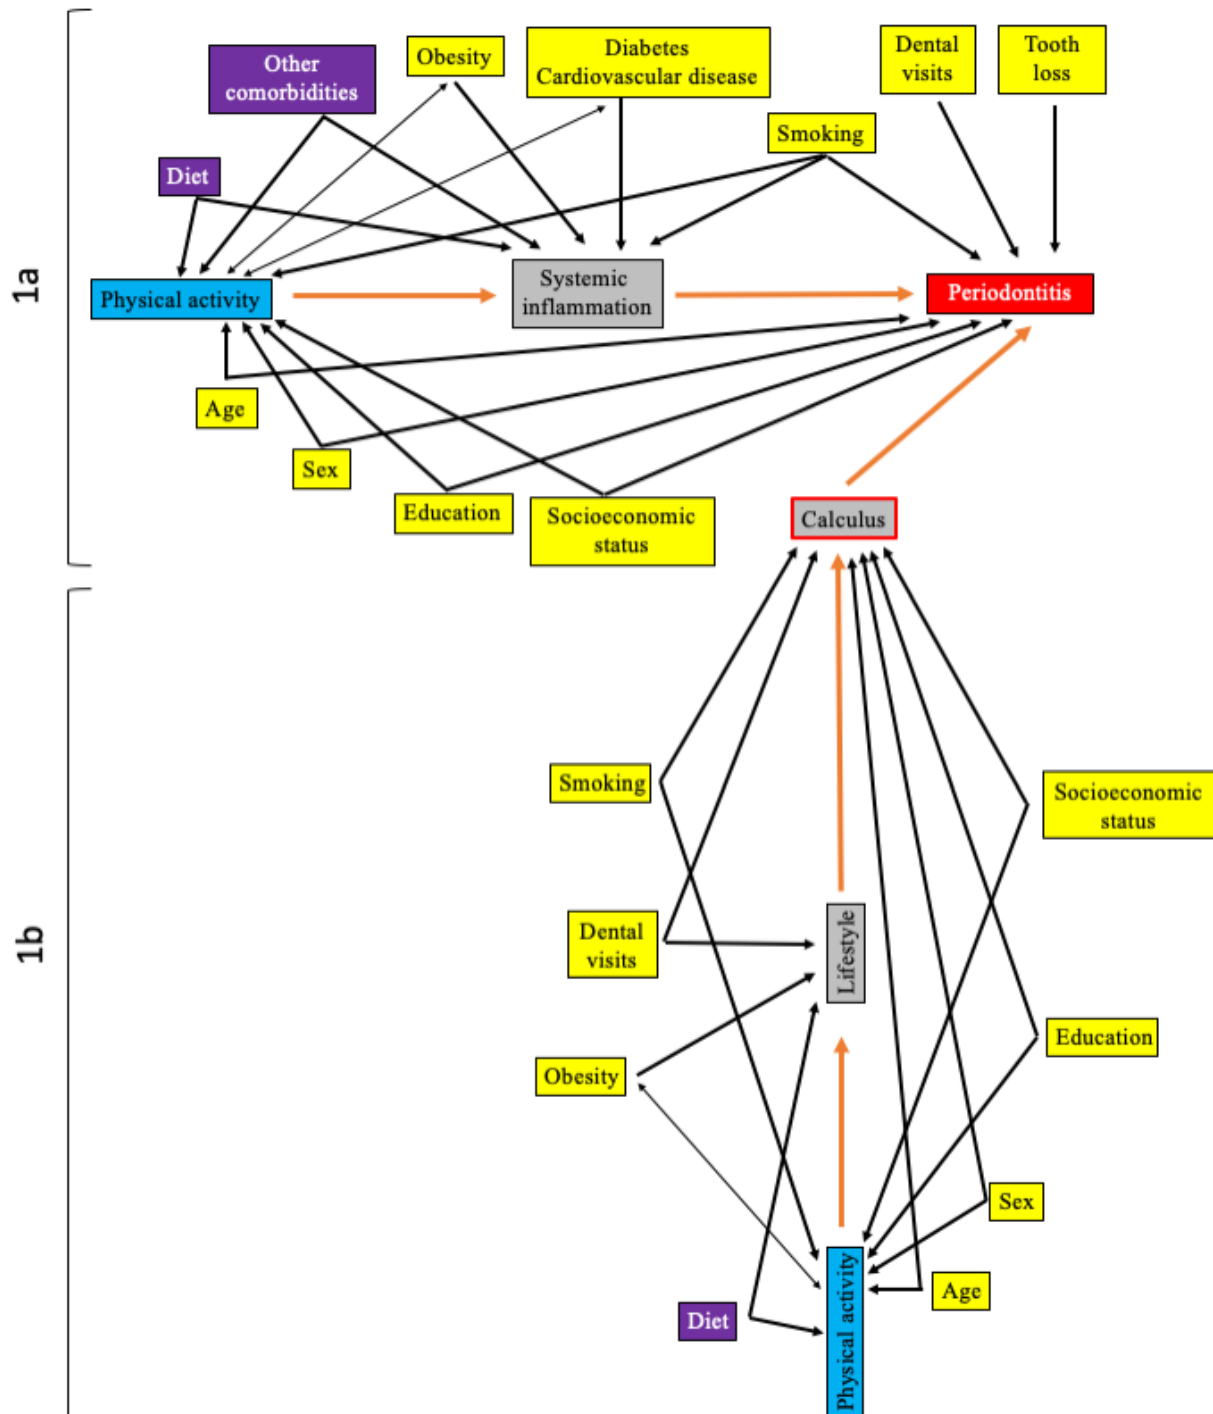 1a
Other
comorbidities
Obesity
Diabetes
Cardiovascular disease
Dental
visits
Tooth
loss
Smoking
Diet
Physical activity
Systemic
inflammation
Periodontitis
Age
Sex
Education
Socioeconomic
status
Calculus
1b
Smoking
Socioeconomic
status
Dental
visits
Lifestyle
Education
Obesity
Sex
Age
Diet
Physical activity